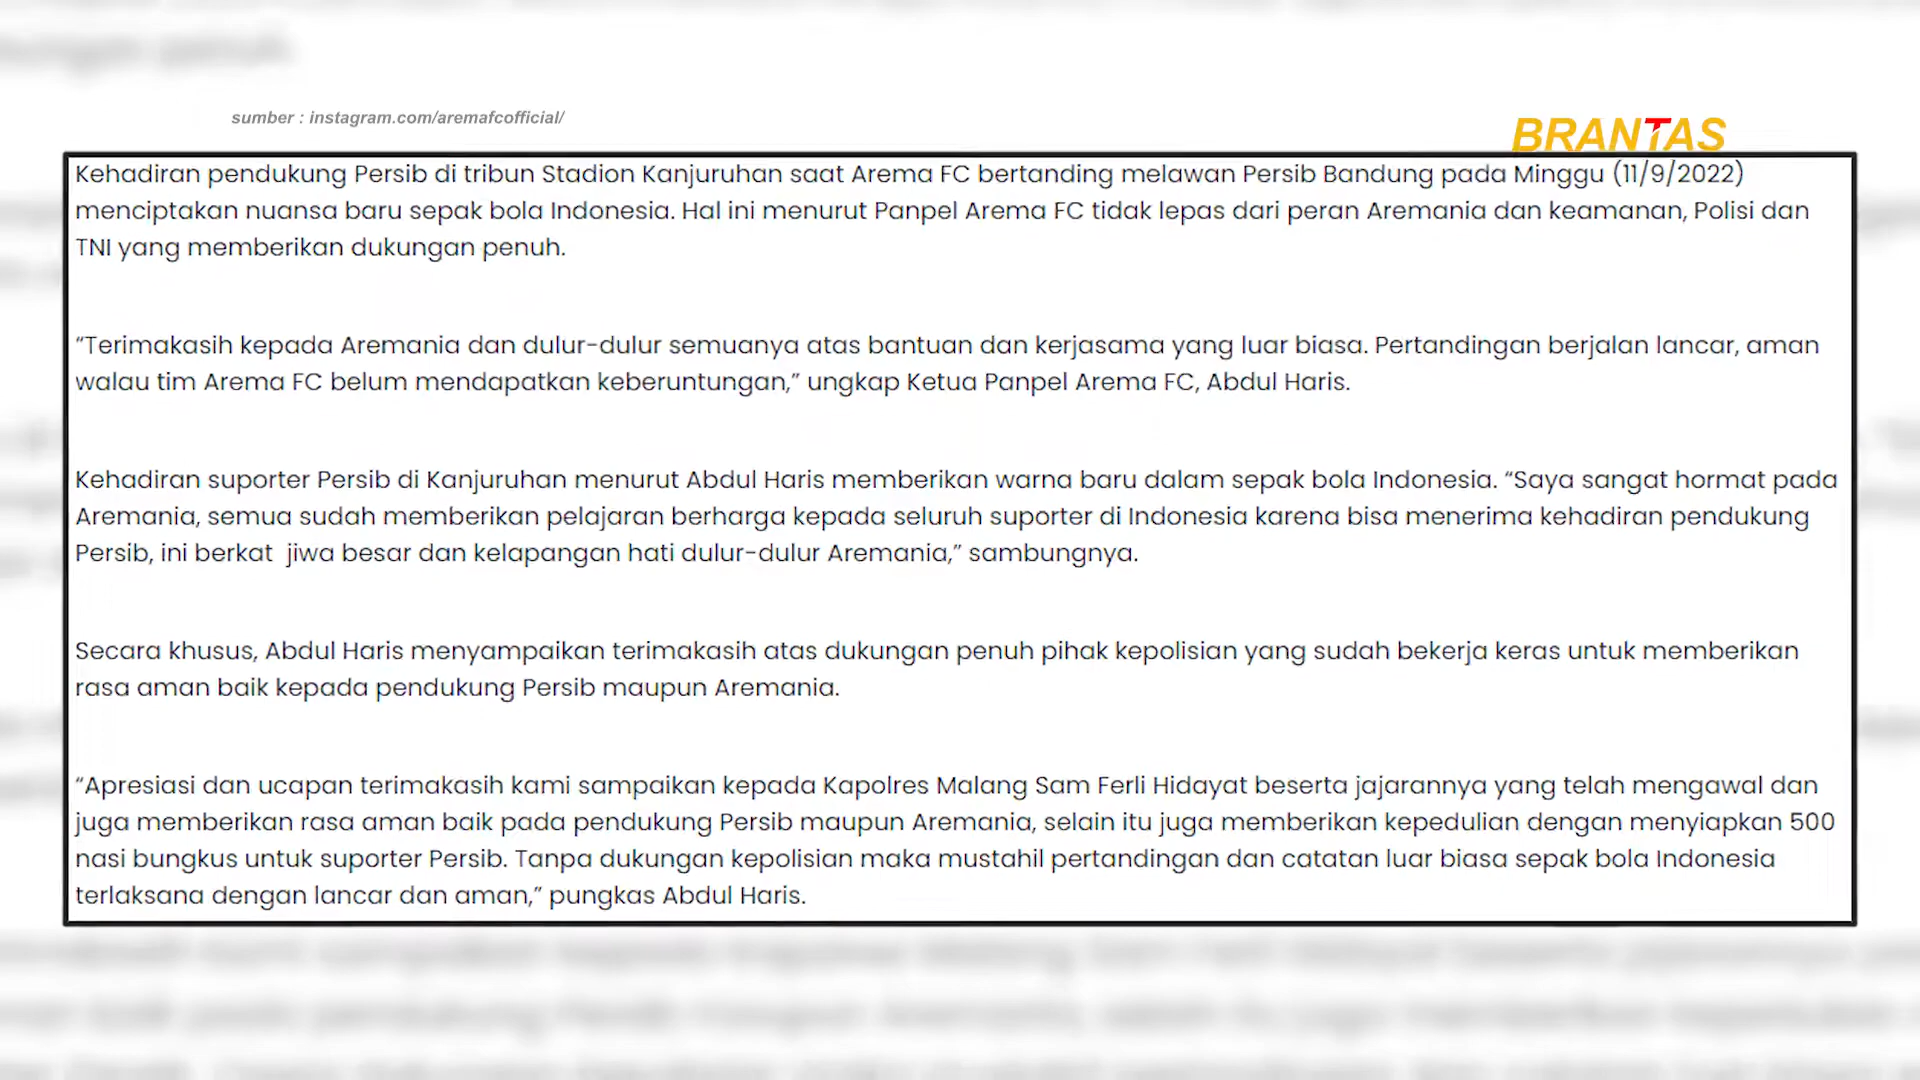 sumber : instagram.com/aremafcofficial/
BRANTAS
Kehadiran pendukung Persib di tribun Stadion Kanjuruhan saat Arema FC bertanding melawan Persib Bandung pada Minggu (11/9/2022)
menciptakan nuansa baru sepak bola Indonesia. Hal ini menurut Panpel Arema FC tidak lepas dari peran Aremania dan keamanan, Polisi dan
TNI yang memberikan dukungan penuh.
“Terimakasih kepada Aremania dan dulur-dulur semuanya atas bantuan dan kerjasama yang luar biasa. Pertandingan berjalan lancar, aman
walau tim Arema FC belum mendapatkan keberuntungan,” ungkap Ketua Panpel Arema FC, Abdul Haris.
Kehadiran suporter Persib di Kanjuruhan menurut Abdul Haris memberikan warna baru dalam sepak bola Indonesia. “Saya sangat hormat pada
Aremania, semua sudah memberikan pelajaran berharga kepada seluruh suporter di Indonesia karena bisa menerima kehadiran pendukung
Persib, ini berkat  jiwa besar dan kelapangan hati dulur-dulur Aremania,” sambungnya.
Secara khusus, Abdul Haris menyampaikan terimakasih atas dukungan penuh pihak kepolisian yang sudah bekerja keras untuk memberikan
rasa aman baik kepada pendukung Persib maupun Aremania.
“Apresiasi dan ucapan terimakasih kami sampaikan kepada Kapolres Malang Sam Ferli Hidayat beserta jajarannya yang telah mengawal dan
juga memberikan rasa aman baik pada pendukung Persib maupun Aremania, selain itu juga memberikan kepedulian dengan menyiapkan 500
nasi bungkus untuk suporter Persib. Tanpa dukungan kepolisian maka mustahil pertandingan dan catatan luar biasa sepak bola Indonesia
terlaksana dengan lancar dan aman,” pungkas Abdul Haris.